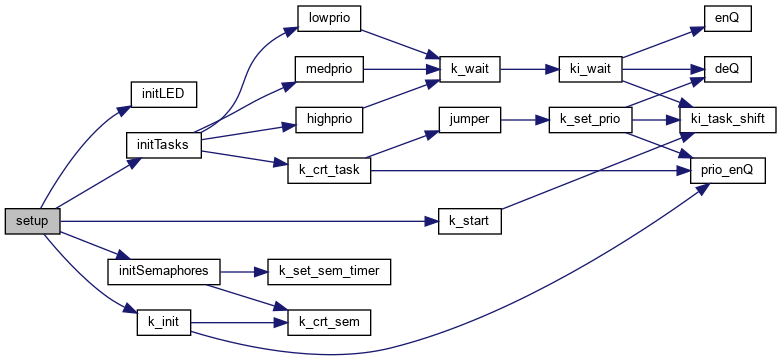 lowprio
enQ
medprio
k_wait
ki_wait
deQ
initLED
highprio
jumper
k_set_prio
ki_task_shift
initTasks
k_crt_task
prio_enQ
setup
k_start
initSemaphores
k_set_sem_timer
k_init
k_crt_sem